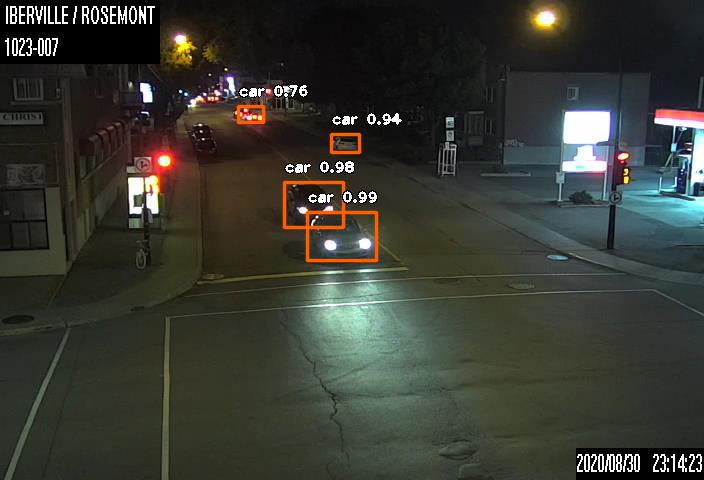 IBERVILLE / ROSEMONT
1023-007
car 0.76
car 0.94
car 0.98
car 0.99
CHRIST
2020/08/30 23:14:23